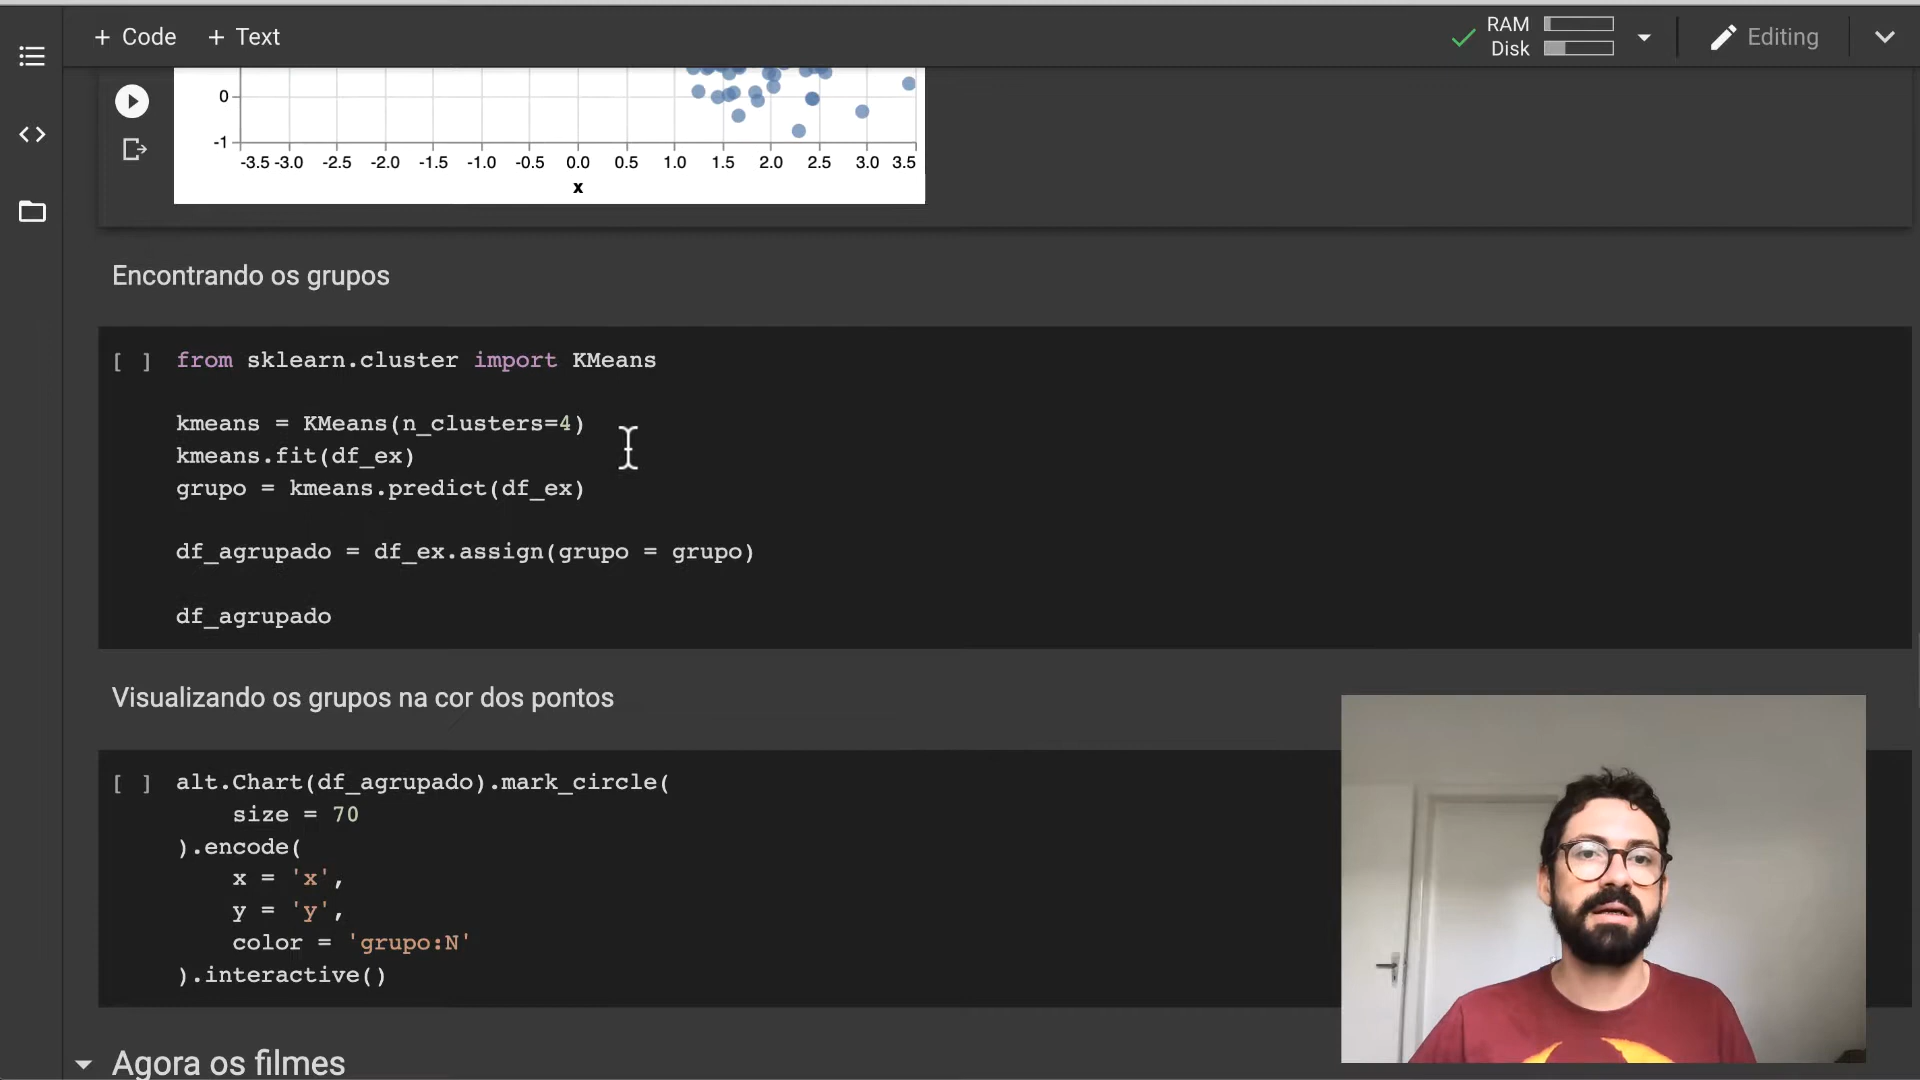 + Code + Text
RAM
Disk
Editing
0
-1
-3.5 -3.0 -2.5 -2.0 -1.5 -1.0 -0.5 0.0 0.5 1.0 1.5 2.0 2.5 3.0 3.5
x
Encontrando os grupos
[ ] from sklearn.cluster import KMeans
kmeans = KMeans(n_clusters=4)
kmeans.fit(df_ex)
grupo = kmeans.predict(df_ex)
df_agrupado = df_ex.assign(grupo = grupo)
df_agrupado
Visualizando os grupos na cor dos pontos
[ ] alt.Chart(df_agrupado).mark_circle(
size = 70
).encode(
x = 'x',
y = 'y',
color = 'grupo:N'
).interactive()
Agora os filmes